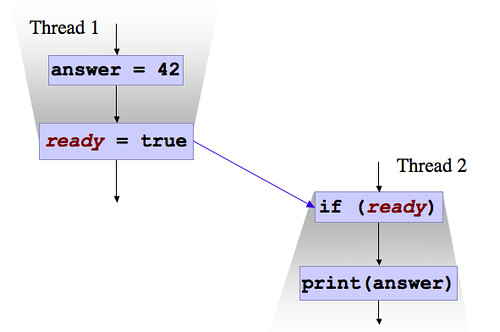 Thread 1
answer = 42
ready = true
Thread 2
if (ready)
print(answer)